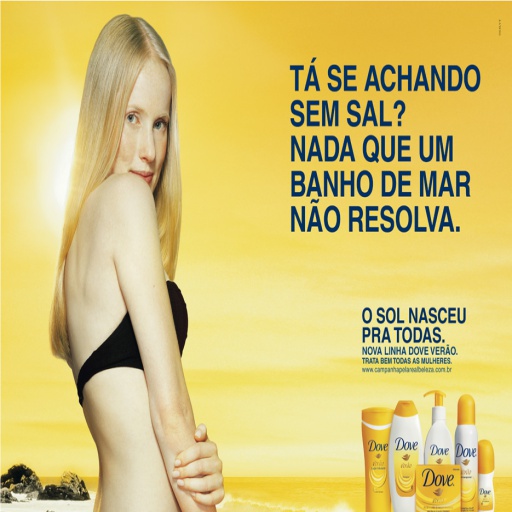 TÁ SE ACHANDO
SEM SAL?
NADA QUE UM
BANHO DE MAR
NÃO RESOLVA.
O SOL NASCEU
PRA TODAS.
NOVA LINHA DOVE VERÃO.
TRATA BEM TODAS AS MULHERES.
www.campanhapelarealbeleza.com.br
Dove
Dove
Dove
Dove
Dove
Dove